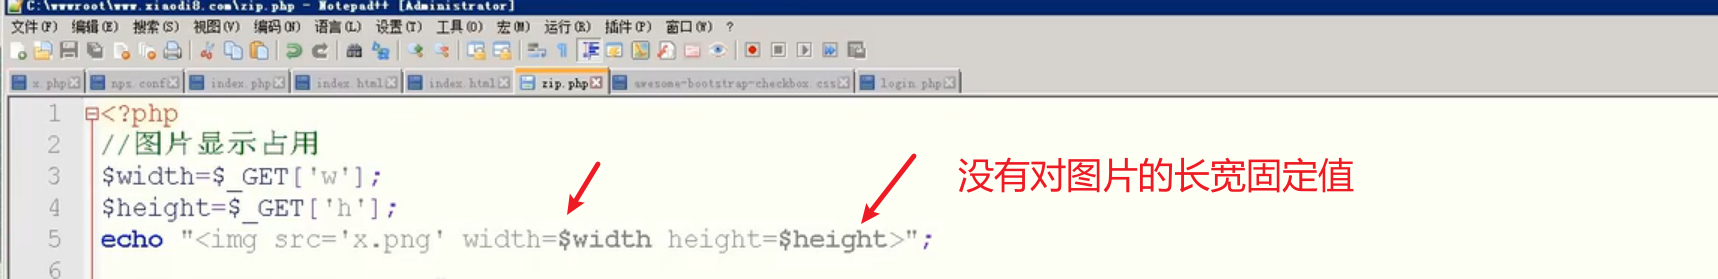 C:\wwwroot\www.xiaodi8.com\zip.php - Notepad++ [Administrator]
文件(F) 编辑(E) 搜索(S) 视图(V) 编码(N) 语言(L) 设置(T) 工具(O) 宏(M) 运行(R) 插件(P) 窗口(W) ?
x.php nps.conf index.php index.html index.html zip.php awesome-bootstrap-checkbox.css login.php
1 <?php
2 //图片显示占用
3 $width=$_GET['w'];
4 $height=$_GET['h'];
没有对图片的长宽固定值
5 echo "<img src='x.png' width=$width height=$height>";
6